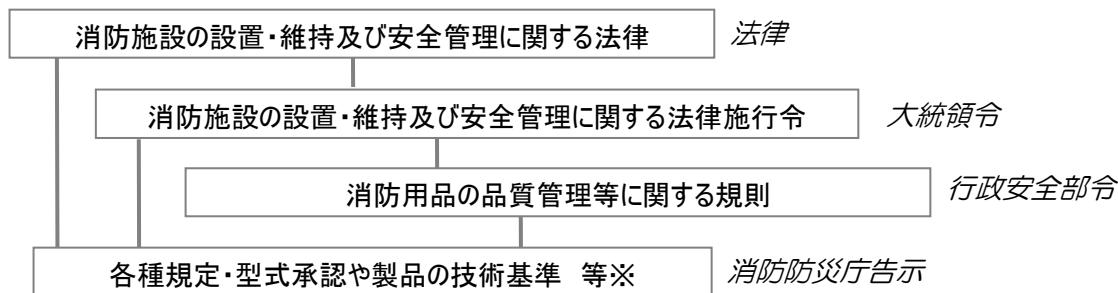 消防施設の設置・維持及び安全管理に関する法律 法律
消防施設の設置・維持及び安全管理に関する法律施行令 大統領令
消防用品の品質管理等に関する規則 行政安全部令
各種規定・型式承認や製品の技術基準 等※ 消防防災庁告示